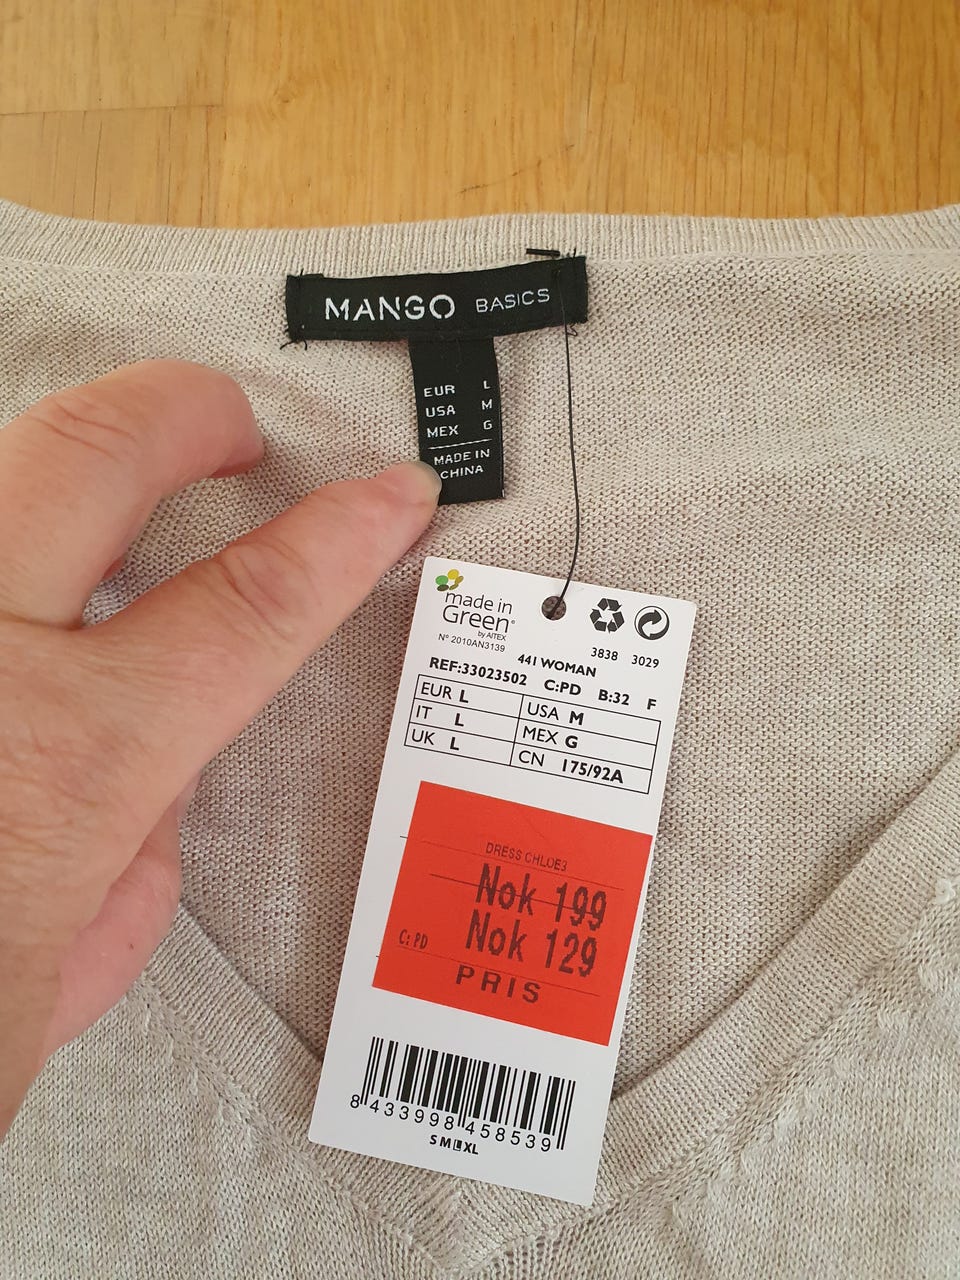 MANGO BASICS
EUR L
USA M
MEX G
MADE IN
CHINA
made in
Green®
by AITEX
Nº 2010AN3139
3838 3029
441 WOMAN
REF:33023502 C:PD B:32 F
EUR L USA M
IT L MEX G
UK L CN 175/92A
DRESS CHLOE3
Nok 199
Nok 129
C: PD
PRIS
8 433998 458539
S M L XL